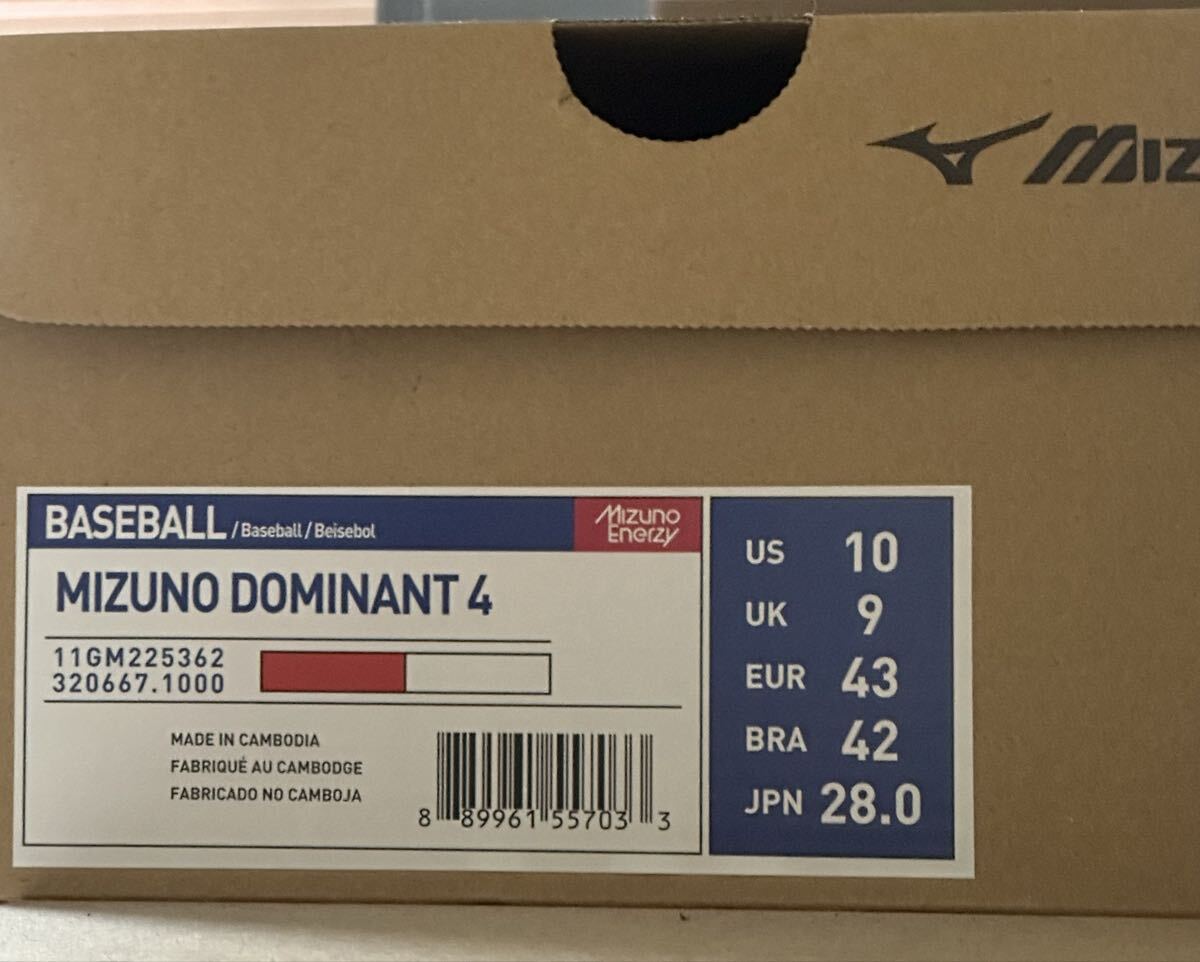 MIZ
BASEBALL /Baseball/Beisebol
Mizuno
Enerzy
MIZUNO DOMINANT 4
11GM225362
320667.1000
MADE IN CAMBODIA
FABRIQUÉ AU CAMBODGE
FABRICADO NO CAMBOJA
8 89961 55703 3
US 10
UK 9
EUR 43
BRA 42
JPN 28.0